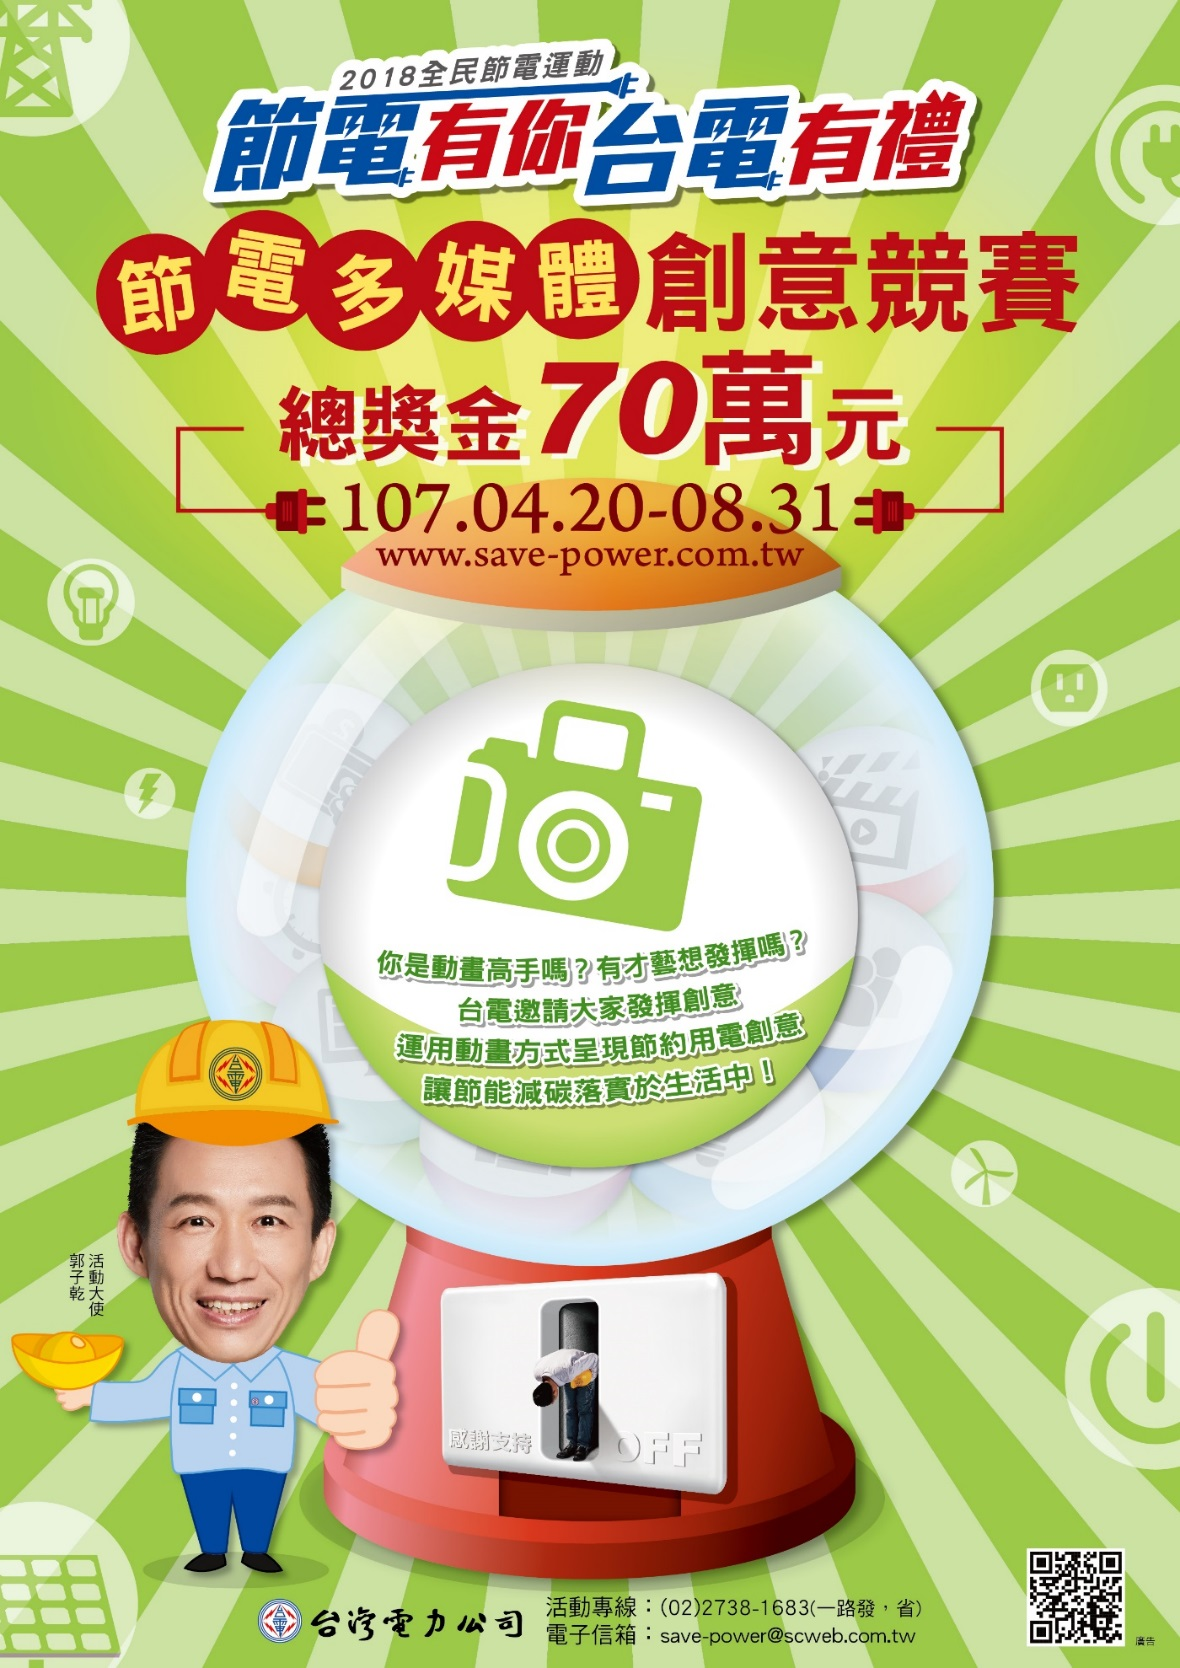 2018全民節電運動
節電有你台電有禮
節電多媒體創意競賽
總獎金70萬元
107.04.20-08.31
www.save-power.com.tw
你是動畫高手嗎？有才藝想發揮嗎？
台電邀請大家發揮創意
運用動畫方式呈現節約用電創意
讓節能減碳落實於生活中！
台電
活動大使
郭子乾
感謝支持 OFF
台灣電力公司
活動專線：(02)2738-1683(一路發，省)
電子信箱：save-power@scweb.com.tw
廣告